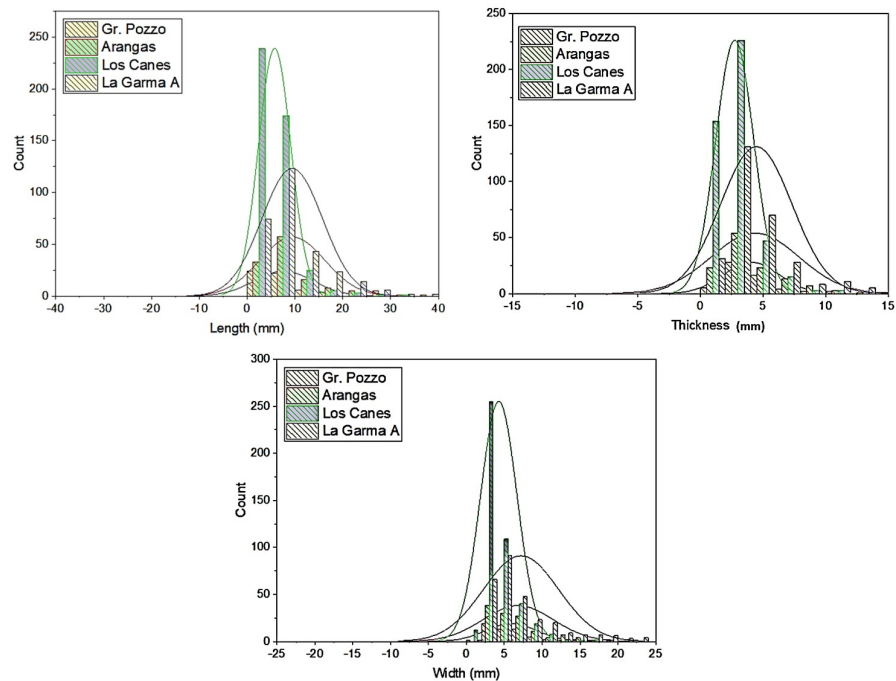 Gr. Pozzo
Arangas
Los Canes
La Garma A
250
200
150
100
50
0
Count
-40 -30 -20 -10 0 10 20 30 40
Length (mm)
Gr. Pozzo
Arangas
Los Canes
La Garma A
250
200
150
100
50
0
Count
-15 -10 -5 0 5 10 15
Thickness (mm)
Gr. Pozzo
Arangas
Los Canes
La Garma A
300
250
200
150
100
50
0
Count
-25 -20 -15 -10 -5 0 5 10 15 20 25
Width (mm)